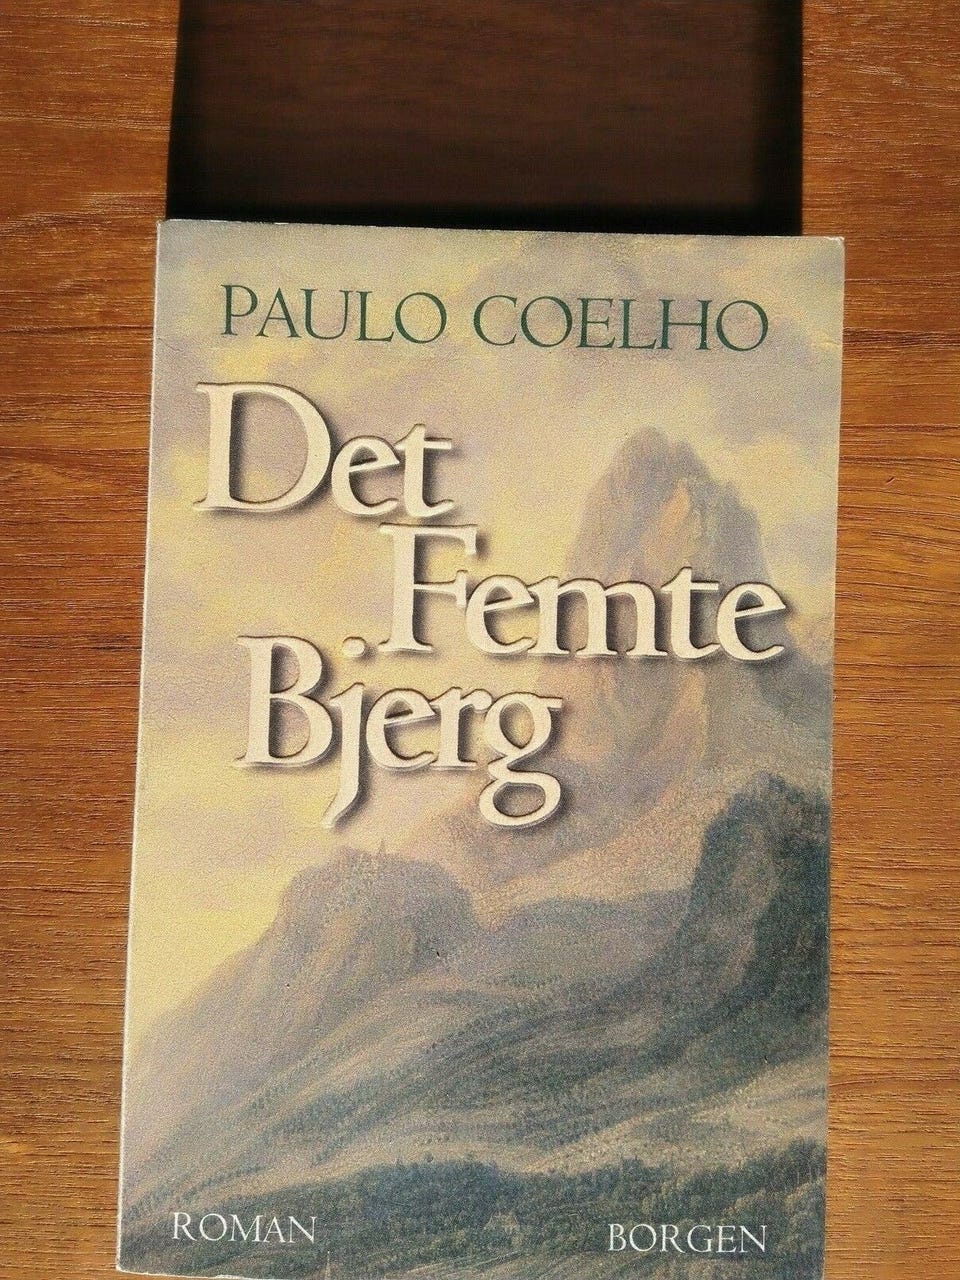 PAULO COELHO
Det
Femte
Bjerg
ROMAN
BORGEN